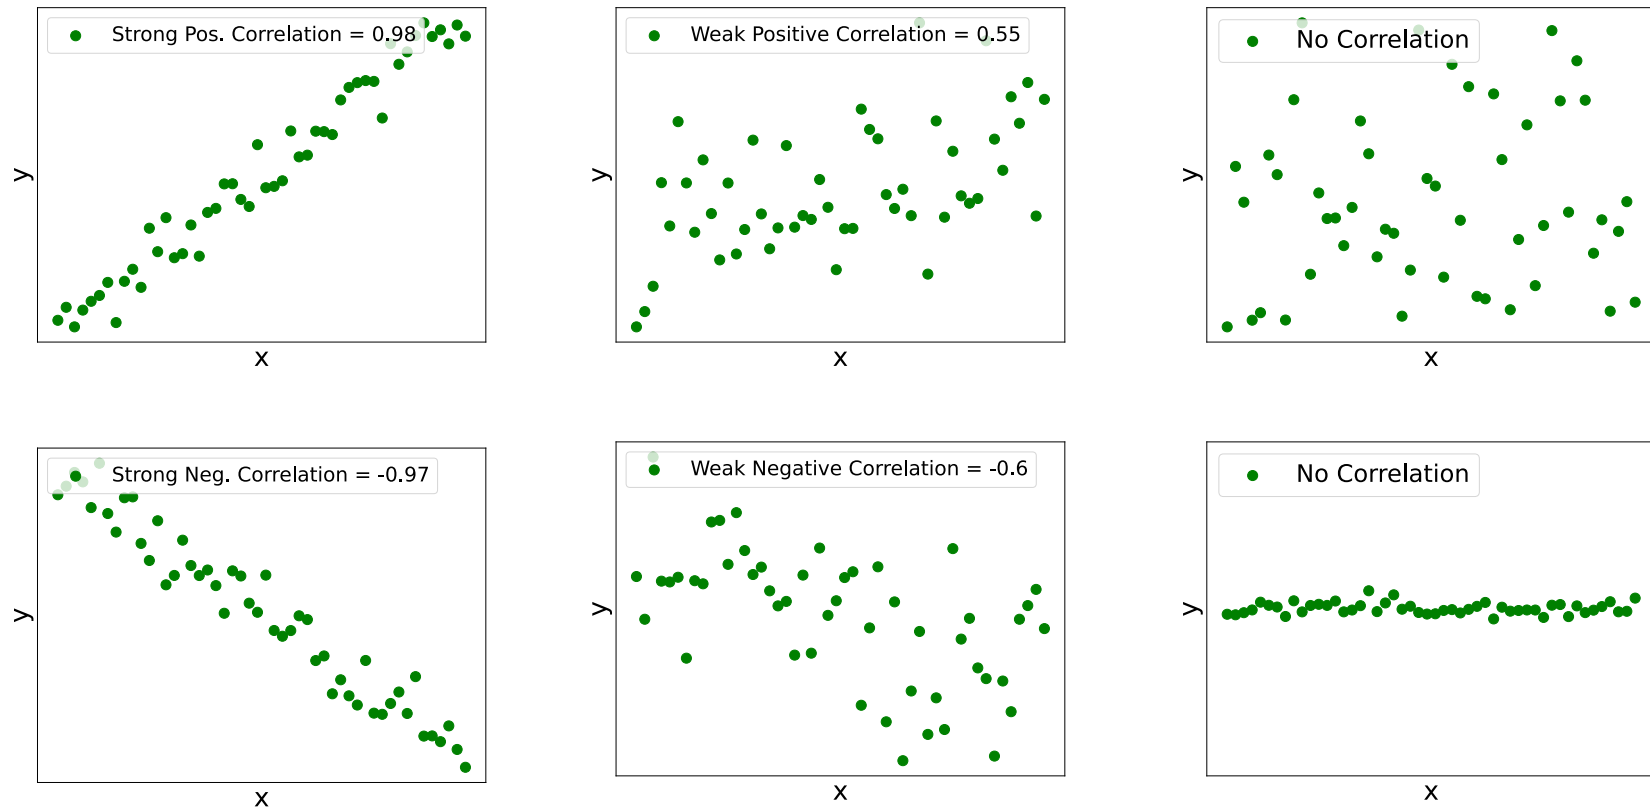 Strong Pos. Correlation = 0.98
y
x
Weak Positive Correlation = 0.55
y
x
No Correlation
y
x
Strong Neg. Correlation = -0.97
y
x
Weak Negative Correlation = -0.6
y
x
No Correlation
y
x